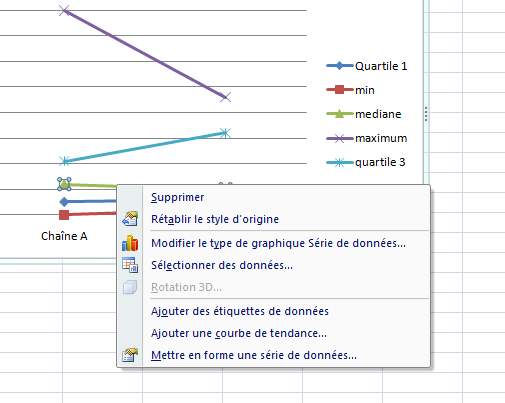 Quartile 1
min
mediane
maximum
quartile 3
Chaîne A
Supprimer
Rétablir le style d'origine
Modifier le type de graphique Série de données...
Sélectionner des données...
Rotation 3D...
Ajouter des étiquettes de données
Ajouter une courbe de tendance...
Mettre en forme une série de données...